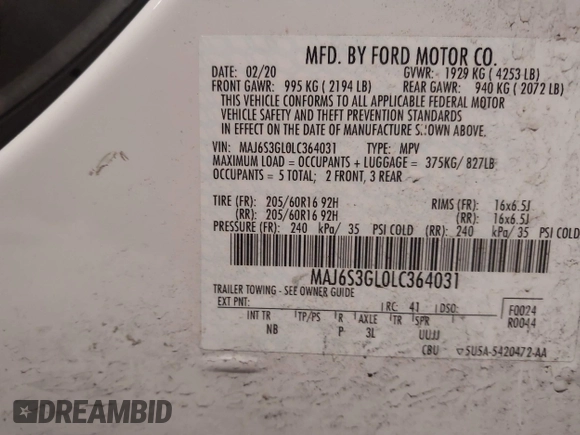 MFD. BY FORD MOTOR CO.
DATE: 02/20 GVWR: 1929 KG ( 4253 LB)
FRONT GAWR: 995 KG ( 2194 LB) REAR GAWR: 940 KG ( 2072 LB)
THIS VEHICLE CONFORMS TO ALL APPLICABLE FEDERAL MOTOR
VEHICLE SAFETY AND THEFT PREVENTION STANDARDS
IN EFFECT ON THE DATE OF MANUFACTURE SHOWN ABOVE.
VIN: MAJ6S3GL0LC364031 TYPE: MPV
MAXIMUM LOAD = OCCUPANTS + LUGGAGE = 375KG/ 827LB
OCCUPANTS = 5 TOTAL; 2 FRONT, 3 REAR
TIRE (FR): 205/60R16 92H RIMS (FR): 16x6.5J
(RR): 205/60R16 92H (RR): 16x6.5J
PRESSURE (FR): 240 kPa/ 35 PSI COLD (RR): 240 kPa/ 35 PSI COLD
MAJ6S3GL0LC364031
TRAILER TOWING - SEE OWNER GUIDE
EXT PNT: RC: 41 DSO: F0024
INT TR TP/PS R AXLE TR SPR R0044
NB P 3L UUJJ
CBU 5U5A-5420472-AA
DREAMBID